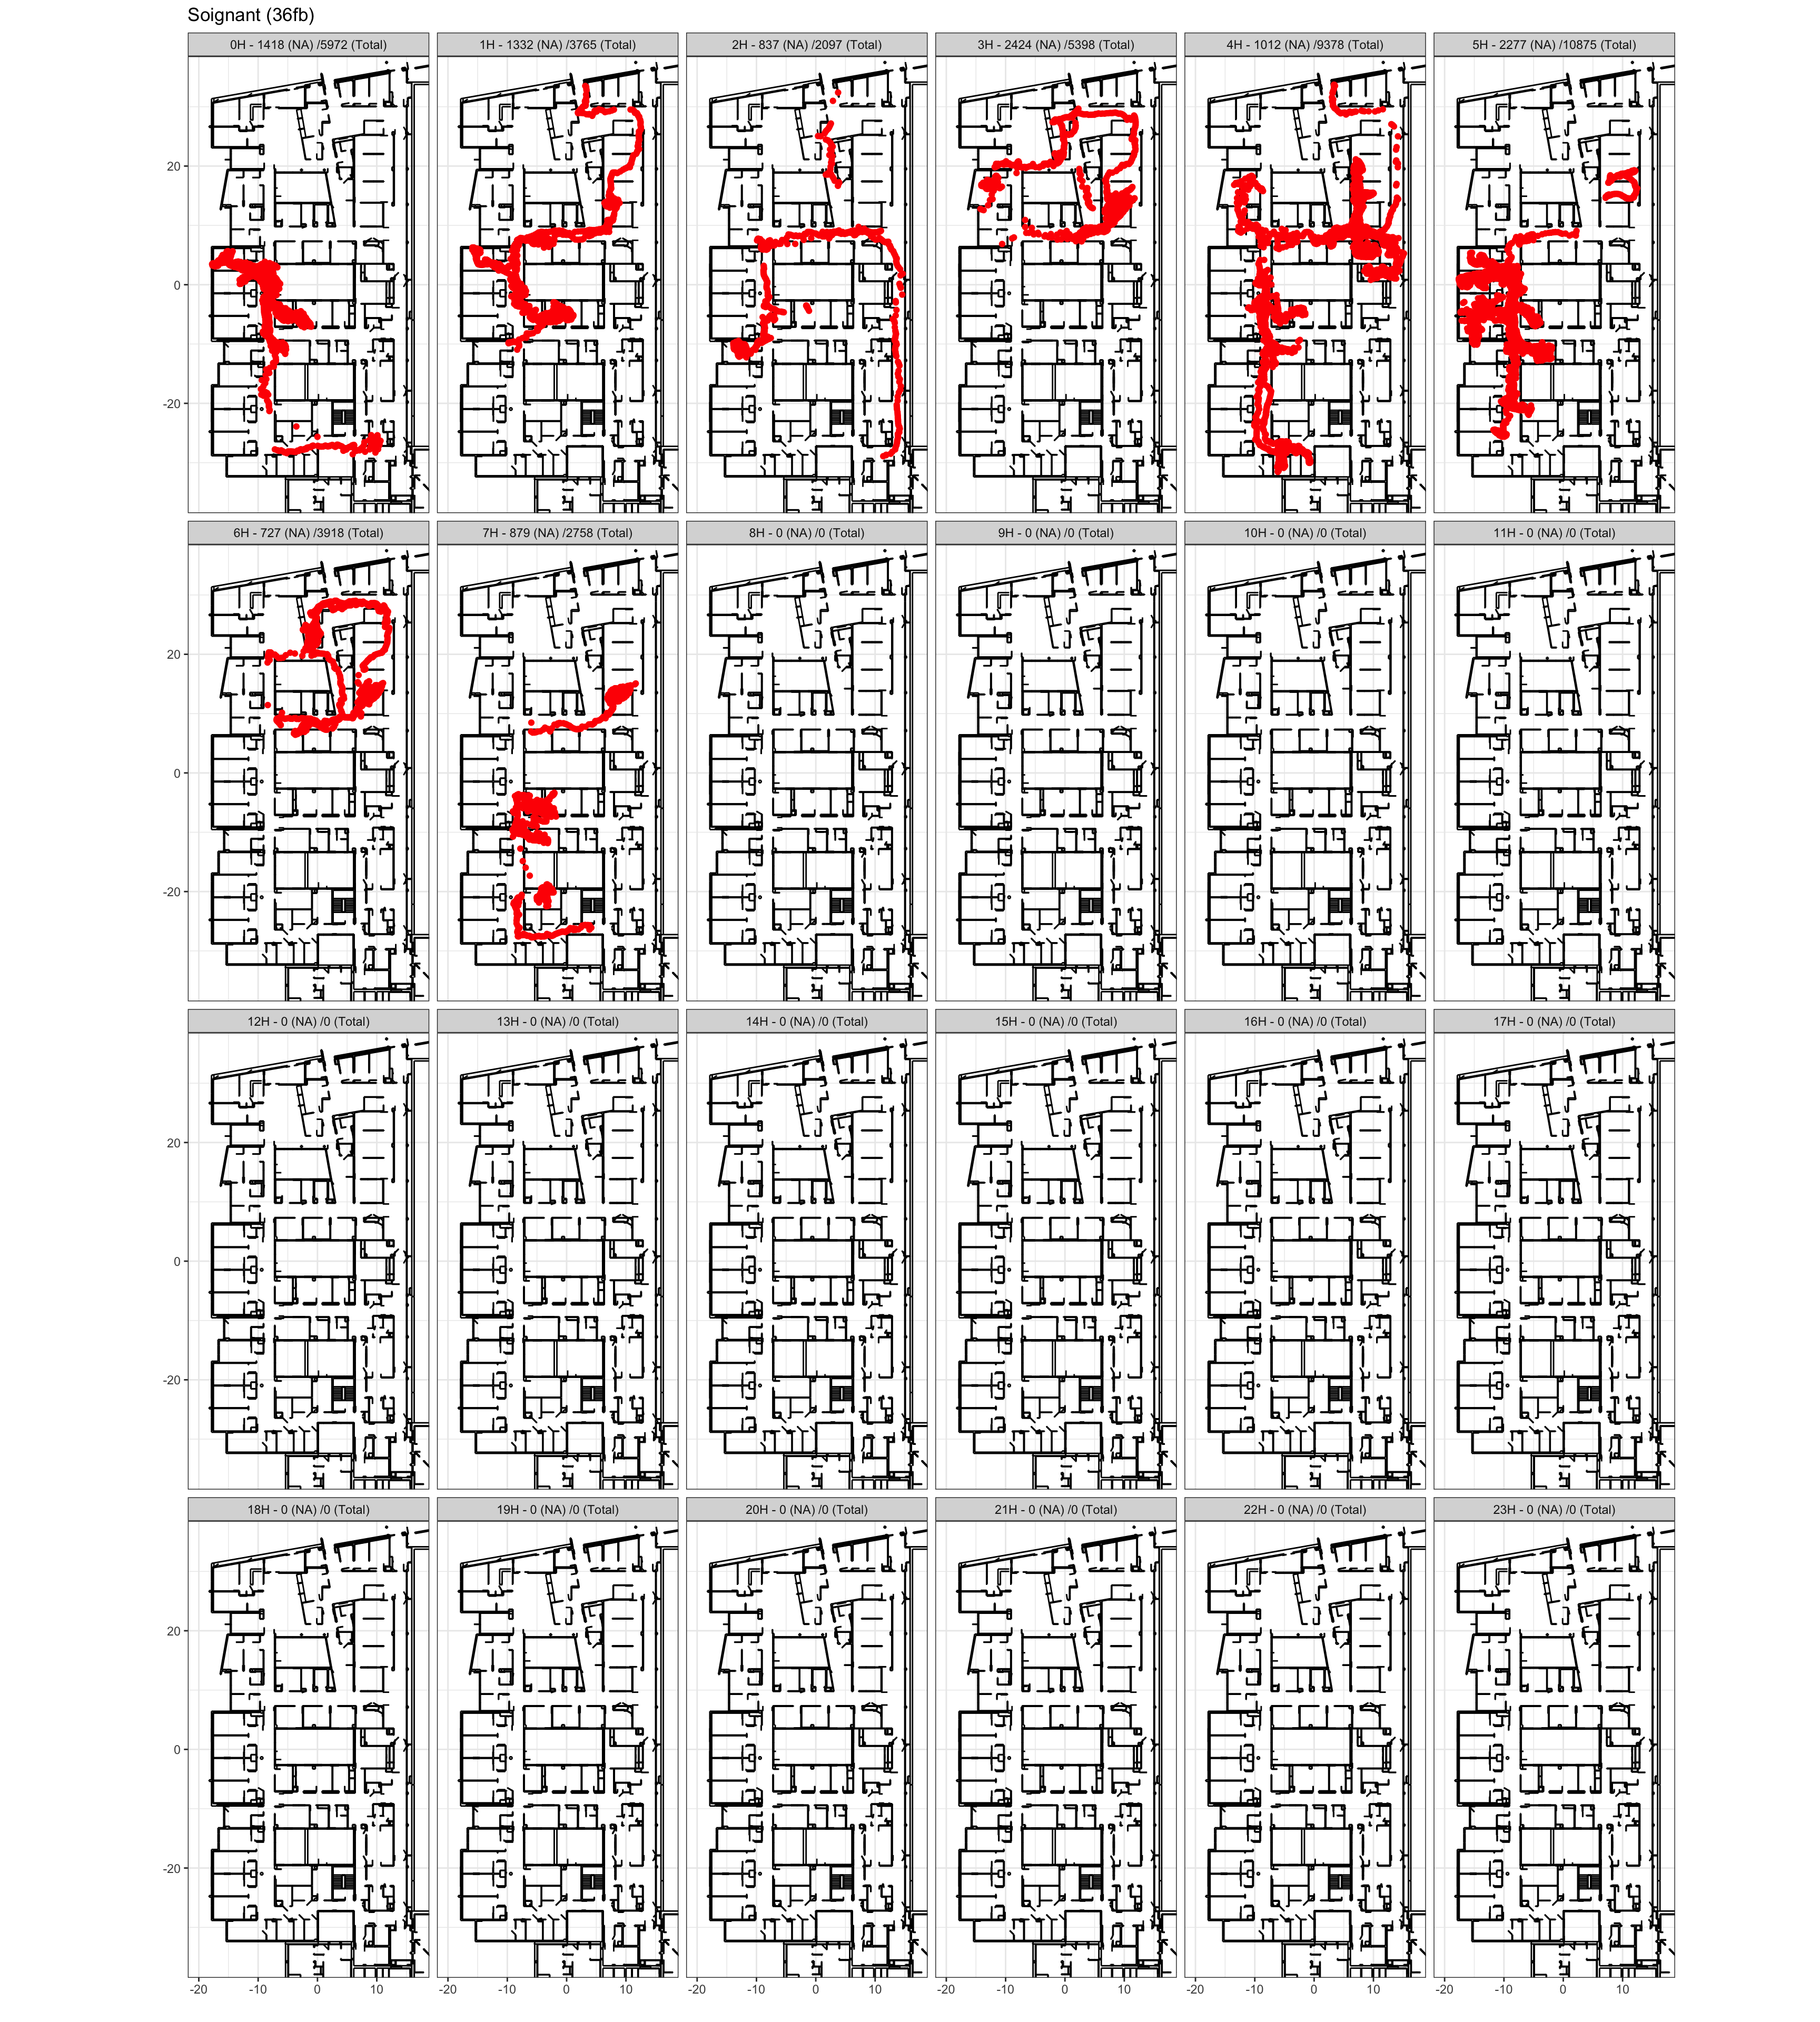 Soignant (36fb)
0H - 1418 (NA) /5972 (Total)
1H - 1332 (NA) /3765 (Total)
2H - 837 (NA) /2097 (Total)
3H - 2424 (NA) /5398 (Total)
4H - 1012 (NA) /9378 (Total)
5H - 2277 (NA) /10875 (Total)
20
0
-20
6H - 727 (NA) /3918 (Total)
7H - 879 (NA) /2758 (Total)
8H - 0 (NA) /0 (Total)
9H - 0 (NA) /0 (Total)
10H - 0 (NA) /0 (Total)
11H - 0 (NA) /0 (Total)
20
0
-20
12H - 0 (NA) /0 (Total)
13H - 0 (NA) /0 (Total)
14H - 0 (NA) /0 (Total)
15H - 0 (NA) /0 (Total)
16H - 0 (NA) /0 (Total)
17H - 0 (NA) /0 (Total)
20
0
-20
18H - 0 (NA) /0 (Total)
19H - 0 (NA) /0 (Total)
20H - 0 (NA) /0 (Total)
21H - 0 (NA) /0 (Total)
22H - 0 (NA) /0 (Total)
23H - 0 (NA) /0 (Total)
20
0
-20
-20 -10 0 10
-20 -10 0 10
-20 -10 0 10
-20 -10 0 10
-20 -10 0 10
-20 -10 0 10